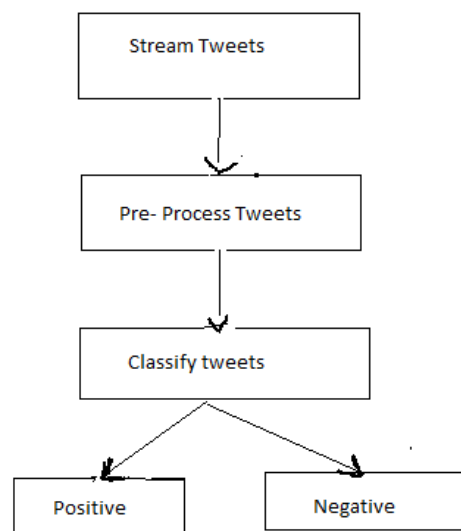 Stream Tweets
Pre- Process Tweets
Classify tweets
Positive
Negative